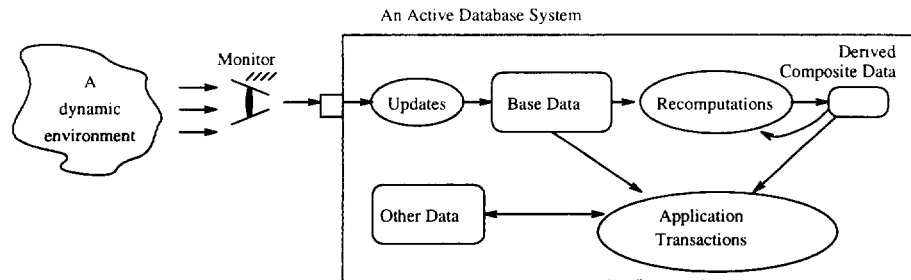 An Active Database System
Monitor
Derived
Composite Data
A
dynamic
environment
Updates
Base Data
Recomputations
Other Data
Application
Transactions